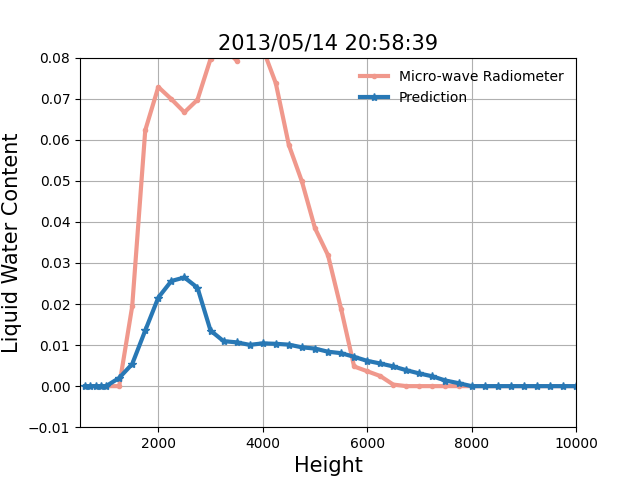 2013/05/14 20:58:39
0.08
0.07
0.06
0.05
0.04
0.03
0.02
0.01
0.00
−0.01
Liquid Water Content
Micro-wave Radiometer
Prediction
2000 4000 6000 8000 10000
Height